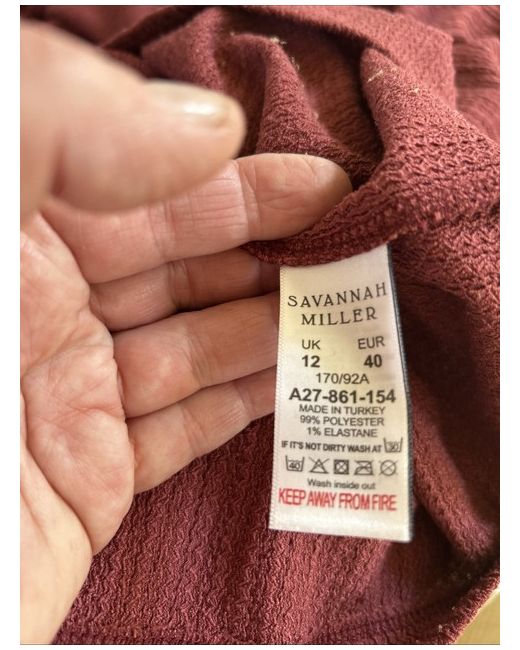 SAVANNAH
MILLER
UK EUR
12 40
170/92A
A27-861-154
MADE IN TURKEY
99% POLYESTER
1% ELASTANE
IF IT'S NOT DIRTY WASH AT 30
40
Wash inside out
KEEP AWAY FROM FIRE